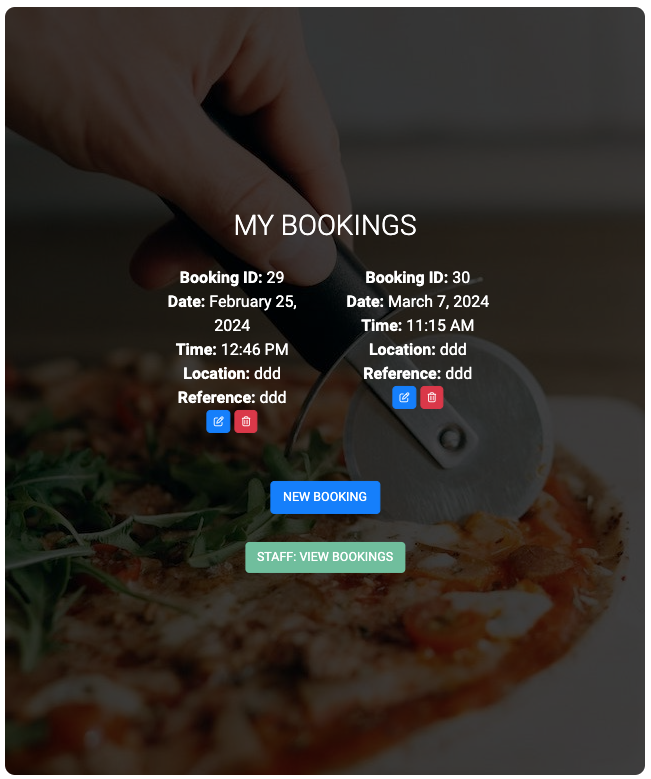 MY BOOKINGS
Booking ID: 29
Date: February 25,
2024
Time: 12:46 PM
Location: ddd
Reference: ddd
Booking ID: 30
Date: March 7, 2024
Time: 11:15 AM
Location: ddd
Reference: ddd
NEW BOOKING
STAFF: VIEW BOOKINGS